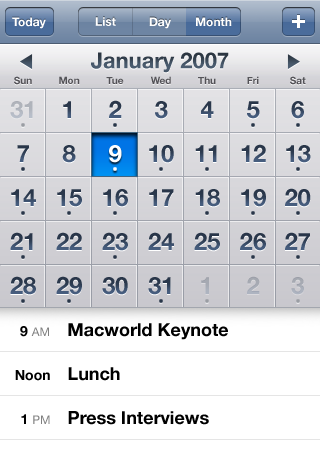 Today List Day Month +
January 2007
Sun Mon Tue Wed Thu Fri Sat
31 1 2 3 4 5 6
7 8 9 10 11 12 13
14 15 16 17 18 19 20
21 22 23 24 25 26 27
28 29 30 31 1 2 3
9 AM Macworld Keynote
Noon Lunch
1 PM Press Interviews